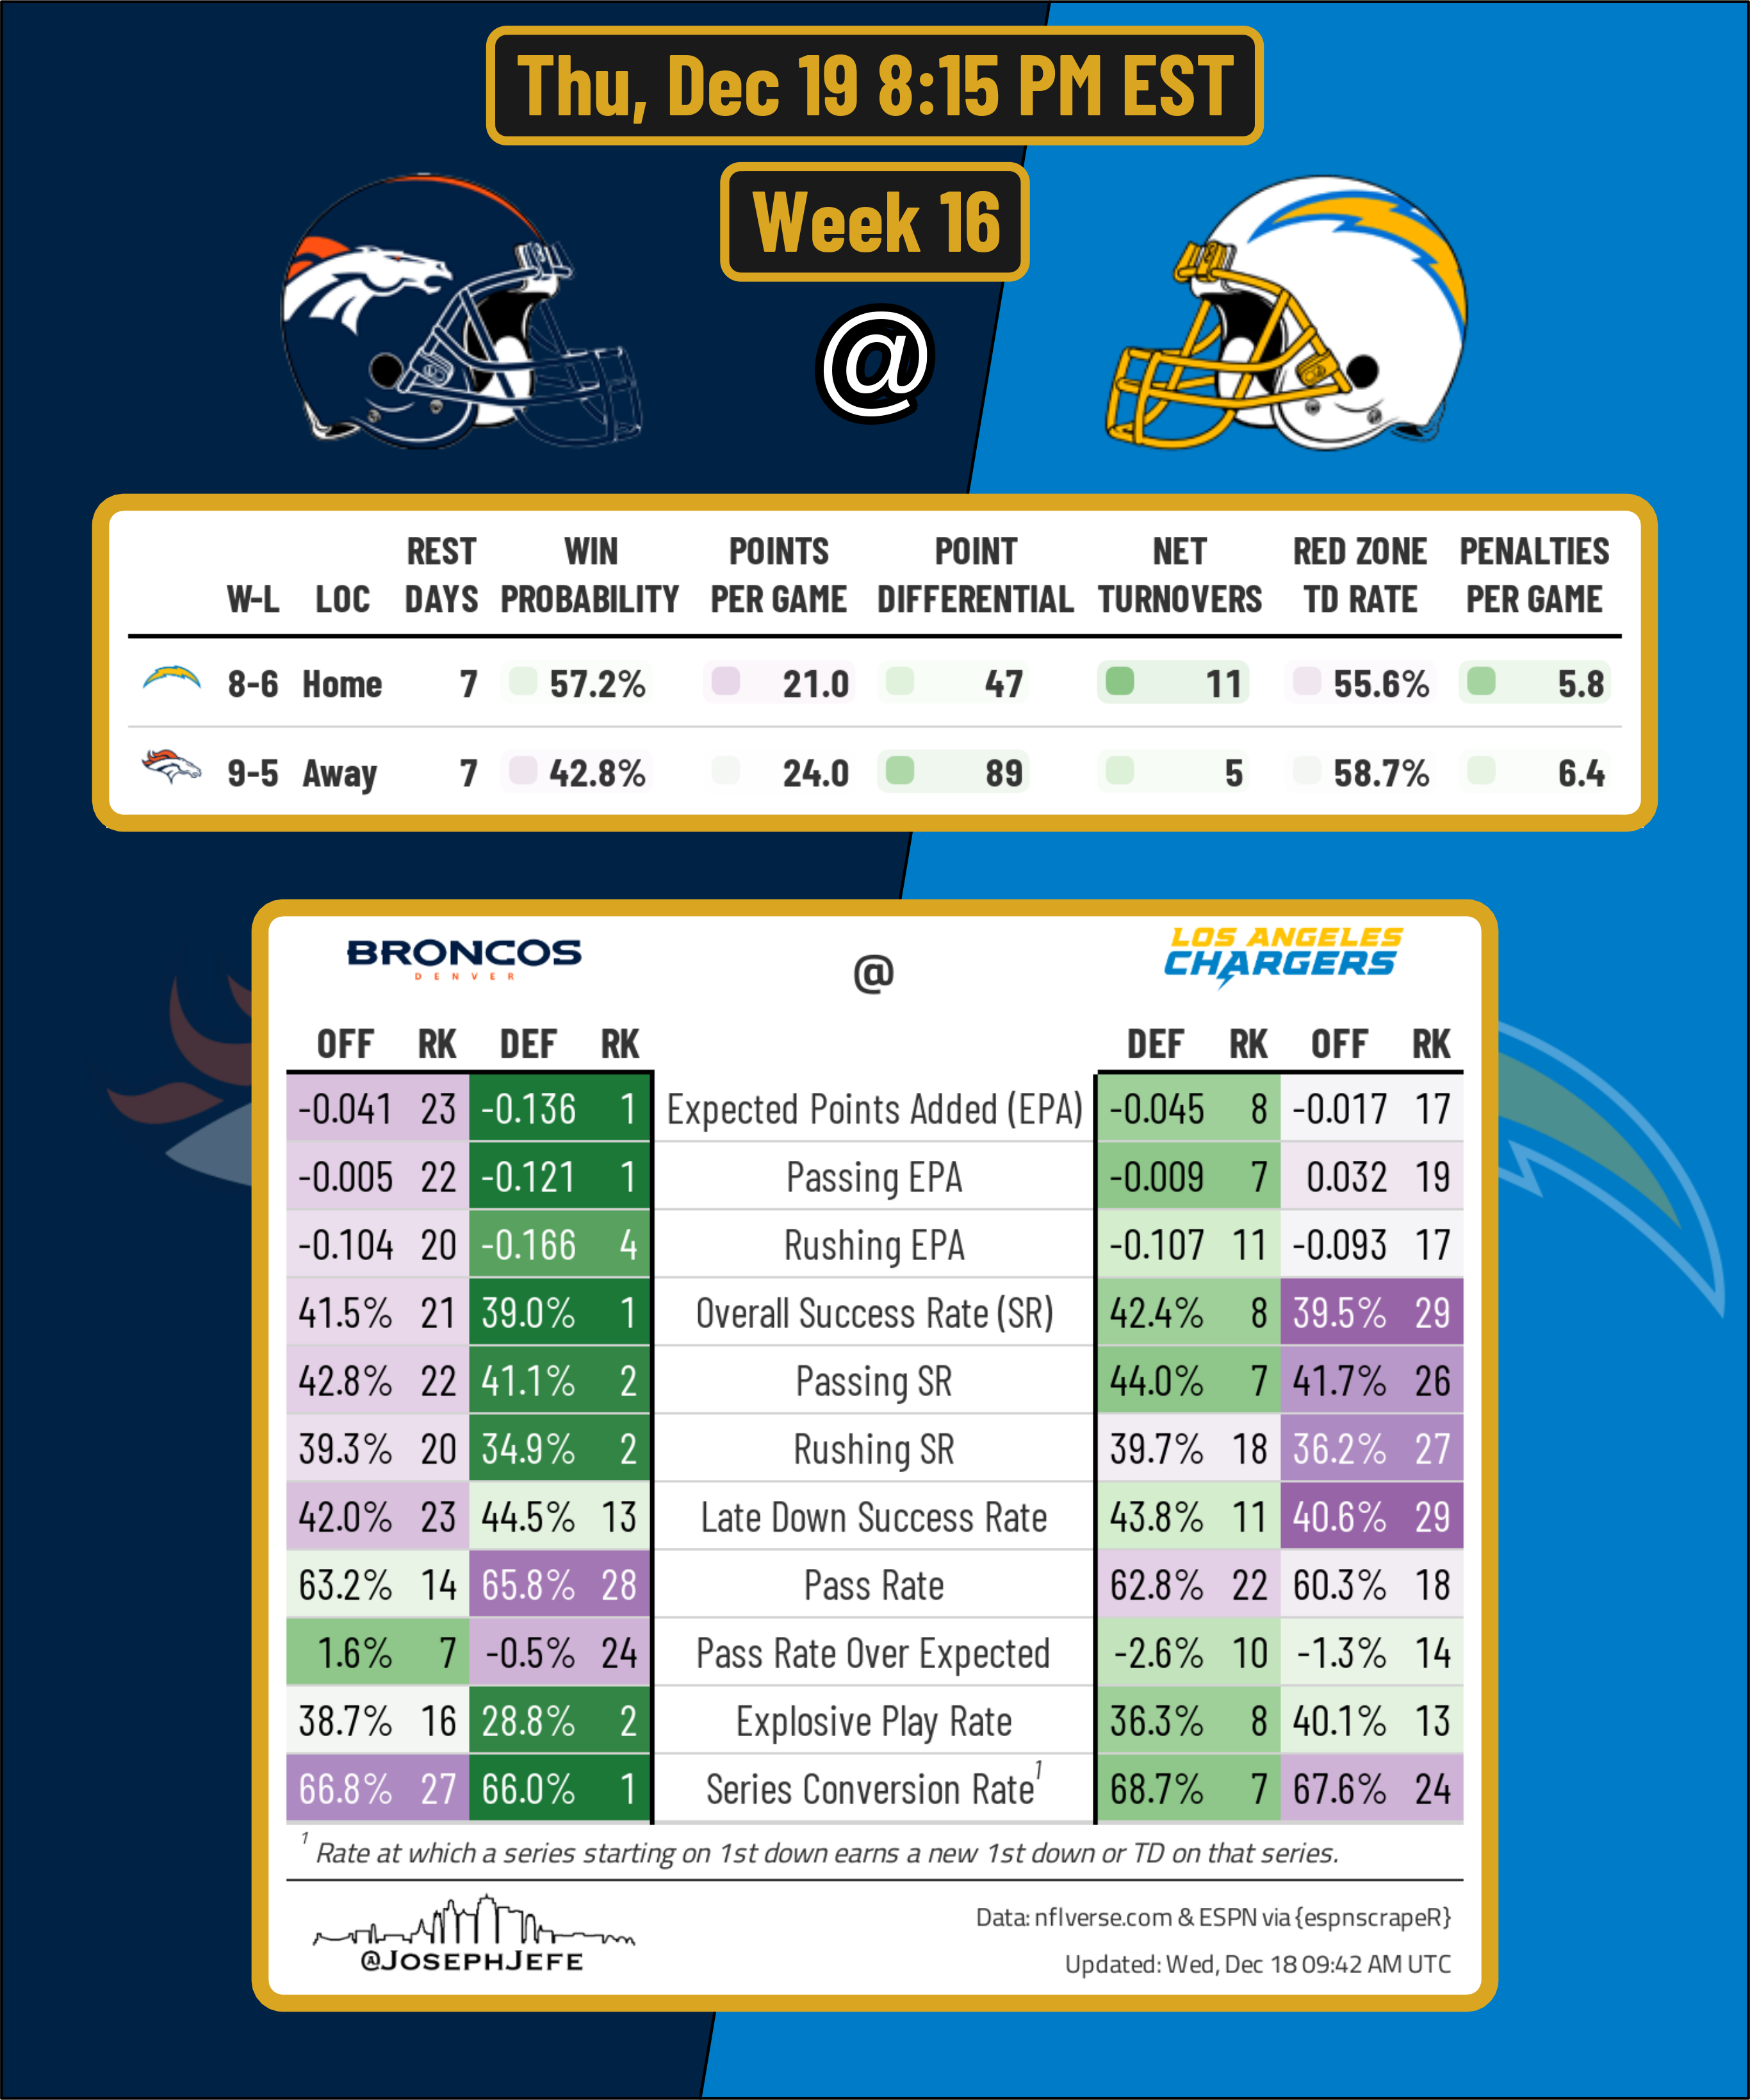 Thu, Dec 19 8:15 PM EST
Week 16
@
REST WIN POINTS POINT NET RED ZONE PENALTIES
W-L LOC DAYS PROBABILITY PER GAME DIFFERENTIAL TURNOVERS TD RATE PER GAME
8-6 Home 7 57.2% 21.0 47 11 55.6% 5.8
9-5 Away 7 42.8% 24.0 89 5 58.7% 6.4
BRONCOS @ LOS ANGELES
DENVER CHARGERS
OFF RK DEF RK DEF RK OFF RK
-0.041 23 -0.136 1 Expected Points Added (EPA) -0.045 8 -0.017 17
-0.005 22 -0.121 1 Passing EPA -0.009 7 0.032 19
-0.104 20 -0.166 4 Rushing EPA -0.107 11 -0.093 17
41.5% 21 39.0% 1 Overall Success Rate (SR) 42.4% 8 39.5% 29
42.8% 22 41.1% 2 Passing SR 44.0% 7 41.7% 26
39.3% 20 34.9% 2 Rushing SR 39.7% 18 36.2% 27
42.0% 23 44.5% 13 Late Down Success Rate 43.8% 11 40.6% 29
63.2% 14 65.8% 28 Pass Rate 62.8% 22 60.3% 18
1.6% 7 -0.5% 24 Pass Rate Over Expected -2.6% 10 -1.3% 14
38.7% 16 28.8% 2 Explosive Play Rate 36.3% 8 40.1% 13
66.8% 27 66.0% 1 Series Conversion Rate¹ 68.7% 7 67.6% 24
¹ Rate at which a series starting on 1st down earns a new 1st down or TD on that series.
Data: nflverse.com & ESPN via {espnscrapeR}
@JOSEPHJEFE
Updated: Wed, Dec 18 09:42 AM UTC